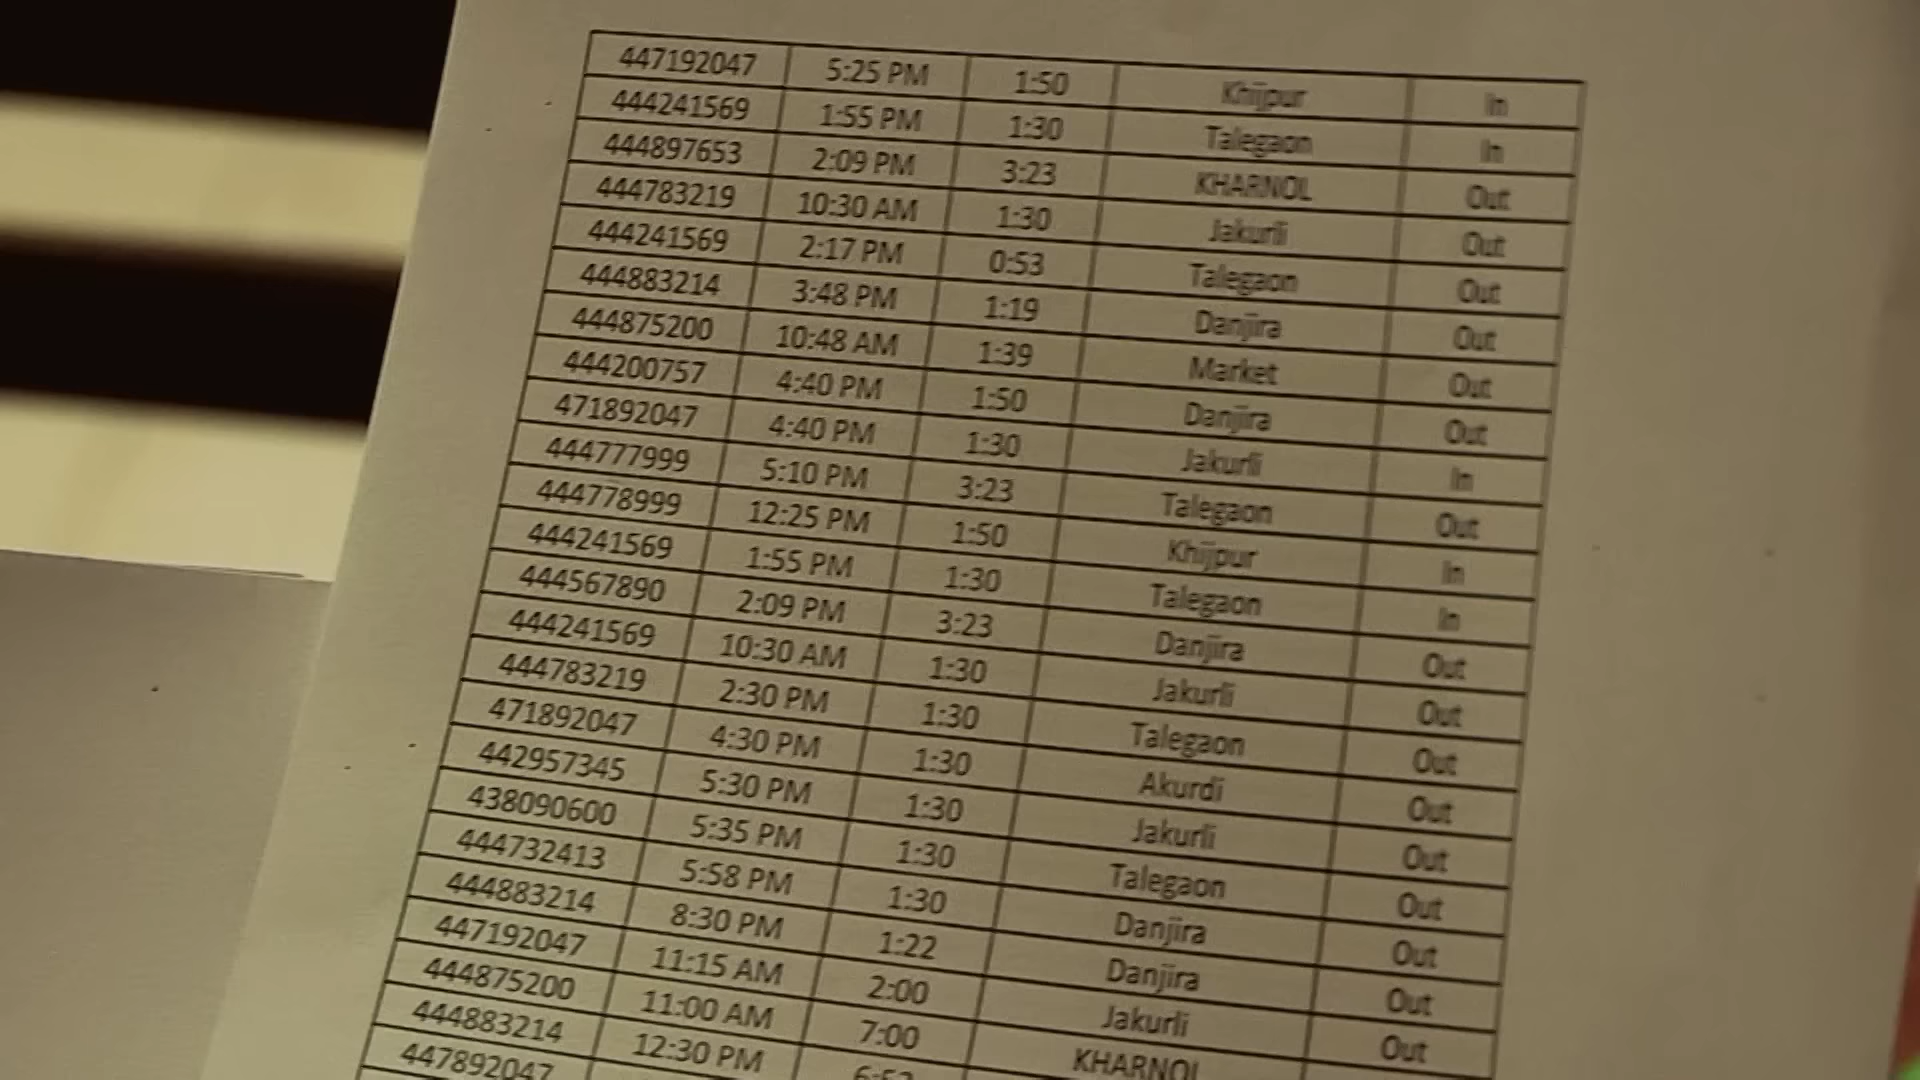 447192047 5:25 PM 1:50 Khijpur In
444241569 1:55 PM 1:30 Talegaon In
444897653 2:09 PM 3:23 KHARNOL Out
444783219 10:30 AM 1:30 Jakurli Out
444241569 2:17 PM 0:53 Talegaon Out
444883214 3:48 PM 1:19 Danjira Out
444875200 10:48 AM 1:39 Market Out
444200757 4:40 PM 1:50 Danjira Out
471892047 4:40 PM 1:30 Jakurli In
444777999 5:10 PM 3:23 Talegaon Out
444778999 12:25 PM 1:50 Khijpur In
444241569 1:55 PM 1:30 Talegaon In
444567890 2:09 PM 3:23 Danjira Out
444241569 10:30 AM 1:30 Jakurli Out
444783219 2:30 PM 1:30 Talegaon Out
471892047 4:30 PM 1:30 Akurdi Out
442957345 5:30 PM 1:30 Jakurli Out
438090600 5:35 PM 1:30 Talegaon Out
444732413 5:58 PM 1:30 Danjira Out
444883214 8:30 PM 1:22 Danjira Out
447192047 11:15 AM 2:00 Jakurli Out
444875200 11:00 AM 7:00 KHARNOL
444883214 12:30 PM
447892047